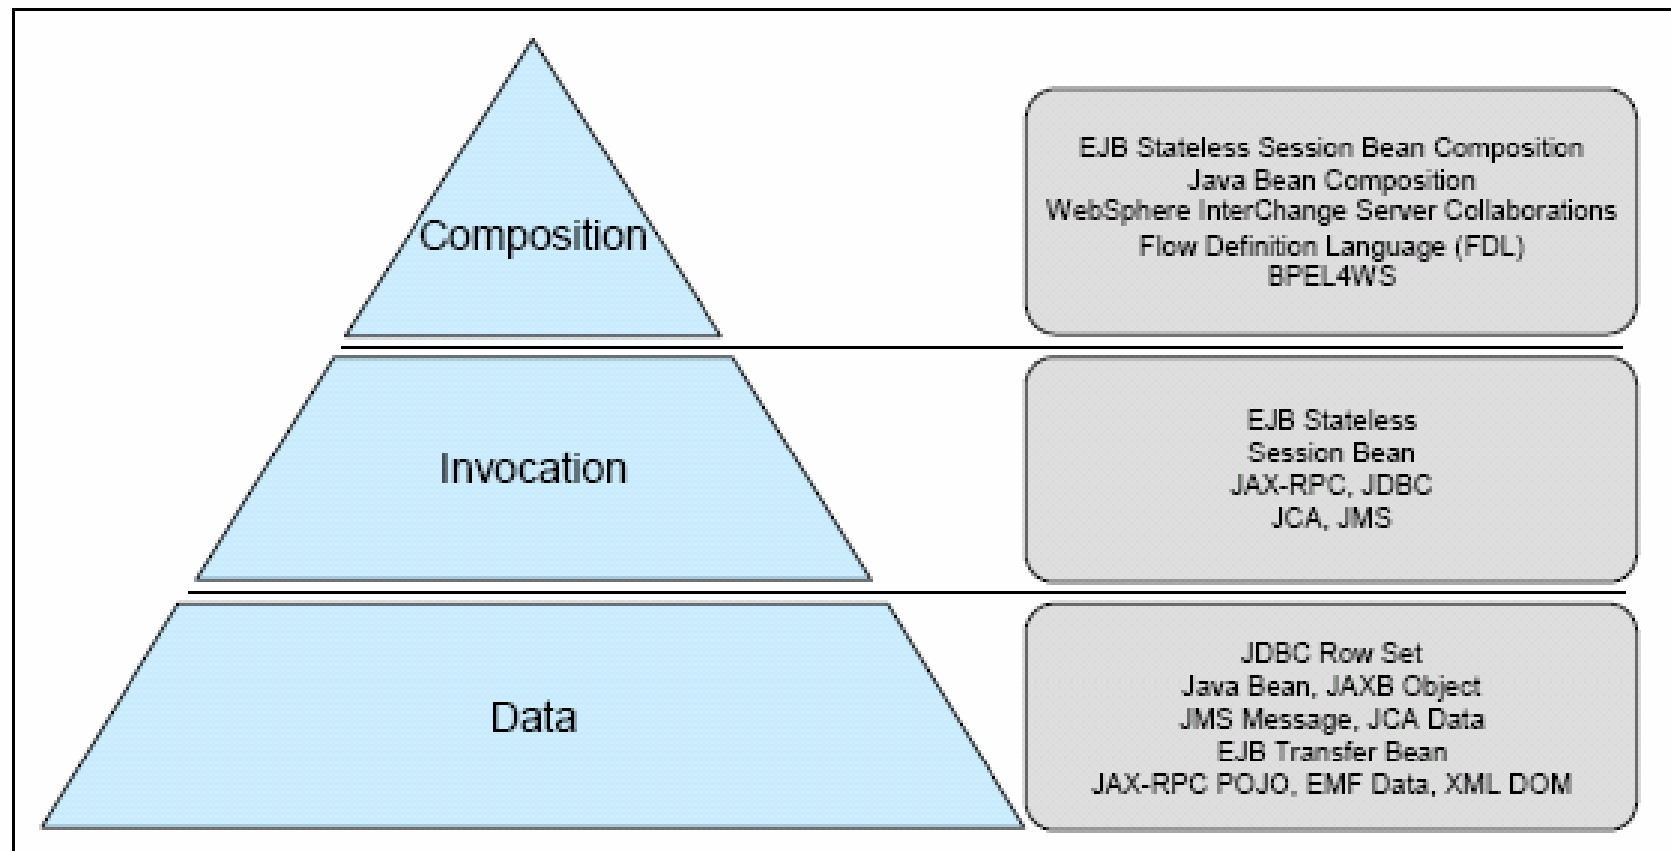 Composition
EJB Stateless Session Bean Composition
Java Bean Composition
WebSphere InterChange Server Collaborations
Flow Definition Language (FDL)
BPEL4WS
Invocation
EJB Stateless
Session Bean
JAX-RPC, JDBC
JCA, JMS
Data
JDBC Row Set
Java Bean, JAXB Object
JMS Message, JCA Data
EJB Transfer Bean
JAX-RPC POJO, EMF Data, XML DOM